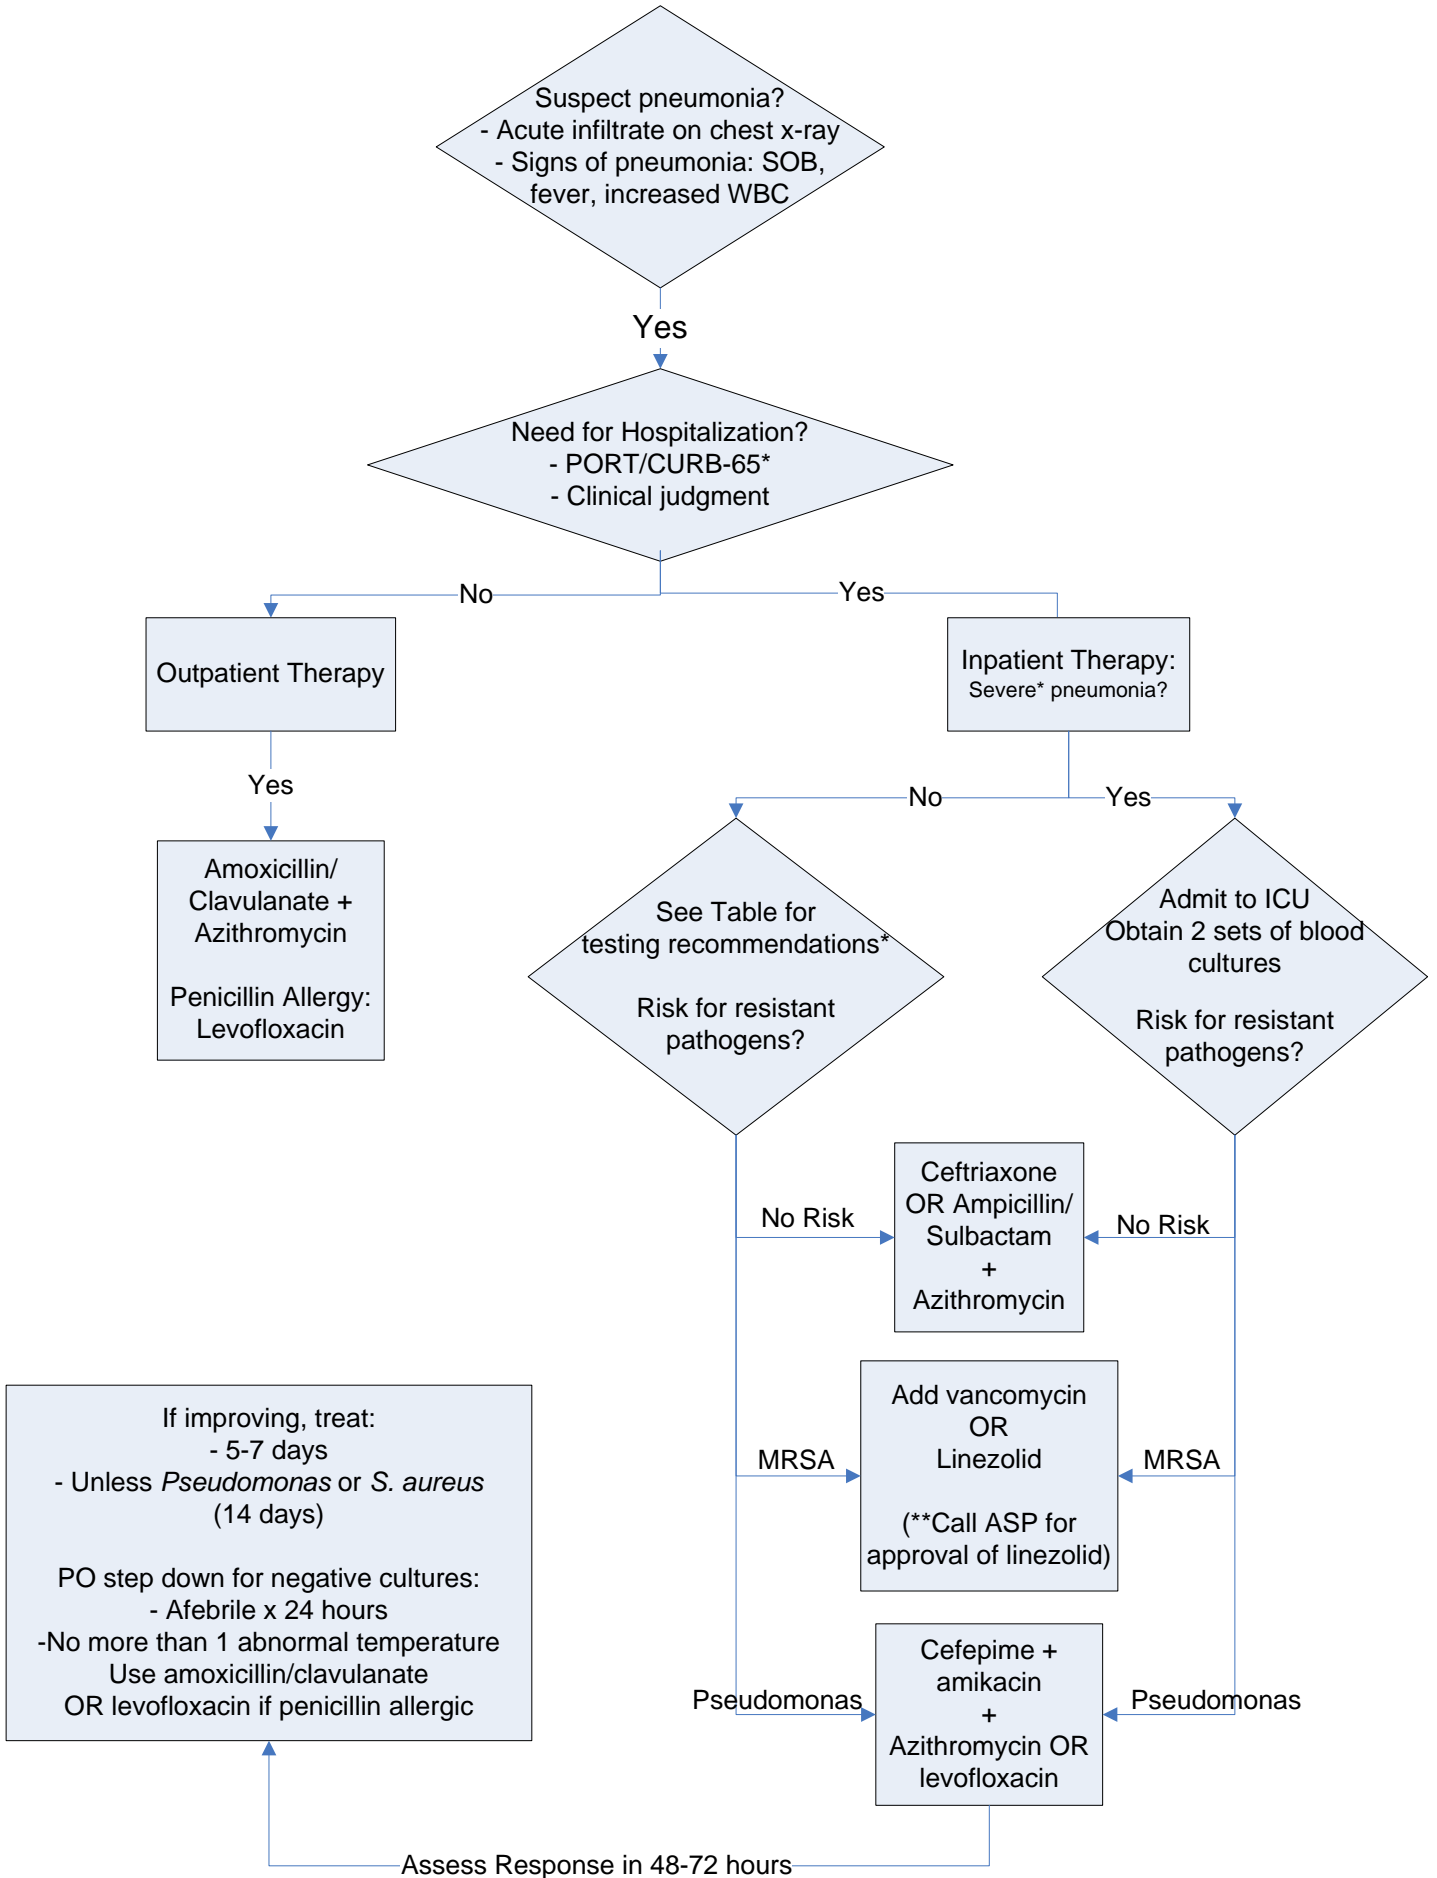 Suspect pneumonia?
- Acute infiltrate on chest x-ray
- Signs of pneumonia: SOB,
fever, increased WBC
Yes
Need for Hospitalization?
- PORT/CURB-65*
- Clinical judgment
No
Yes
Outpatient Therapy
Inpatient Therapy:
Severe* pneumonia?
Yes
No
Yes
Amoxicillin/
Clavulanate +
Azithromycin
Penicillin Allergy:
Levofloxacin
See Table for
testing recommendations*
Risk for resistant
pathogens?
Admit to ICU
Obtain 2 sets of blood
cultures
Risk for resistant
pathogens?
No Risk
Ceftriaxone
OR Ampicillin/
Sulbactam
+
Azithromycin
No Risk
MRSA
Add vancomycin
OR
Linezolid
(**Call ASP for
approval of linezolid)
MRSA
If improving, treat:
- 5-7 days
- Unless Pseudomonas or S. aureus
(14 days)
PO step down for negative cultures:
- Afebrile x 24 hours
-No more than 1 abnormal temperature
Use amoxicillin/clavulanate
OR levofloxacin if penicillin allergic
Pseudomonas
Cefepime +
amikacin
+
Azithromycin OR
levofloxacin
Pseudomonas
Assess Response in 48-72 hours